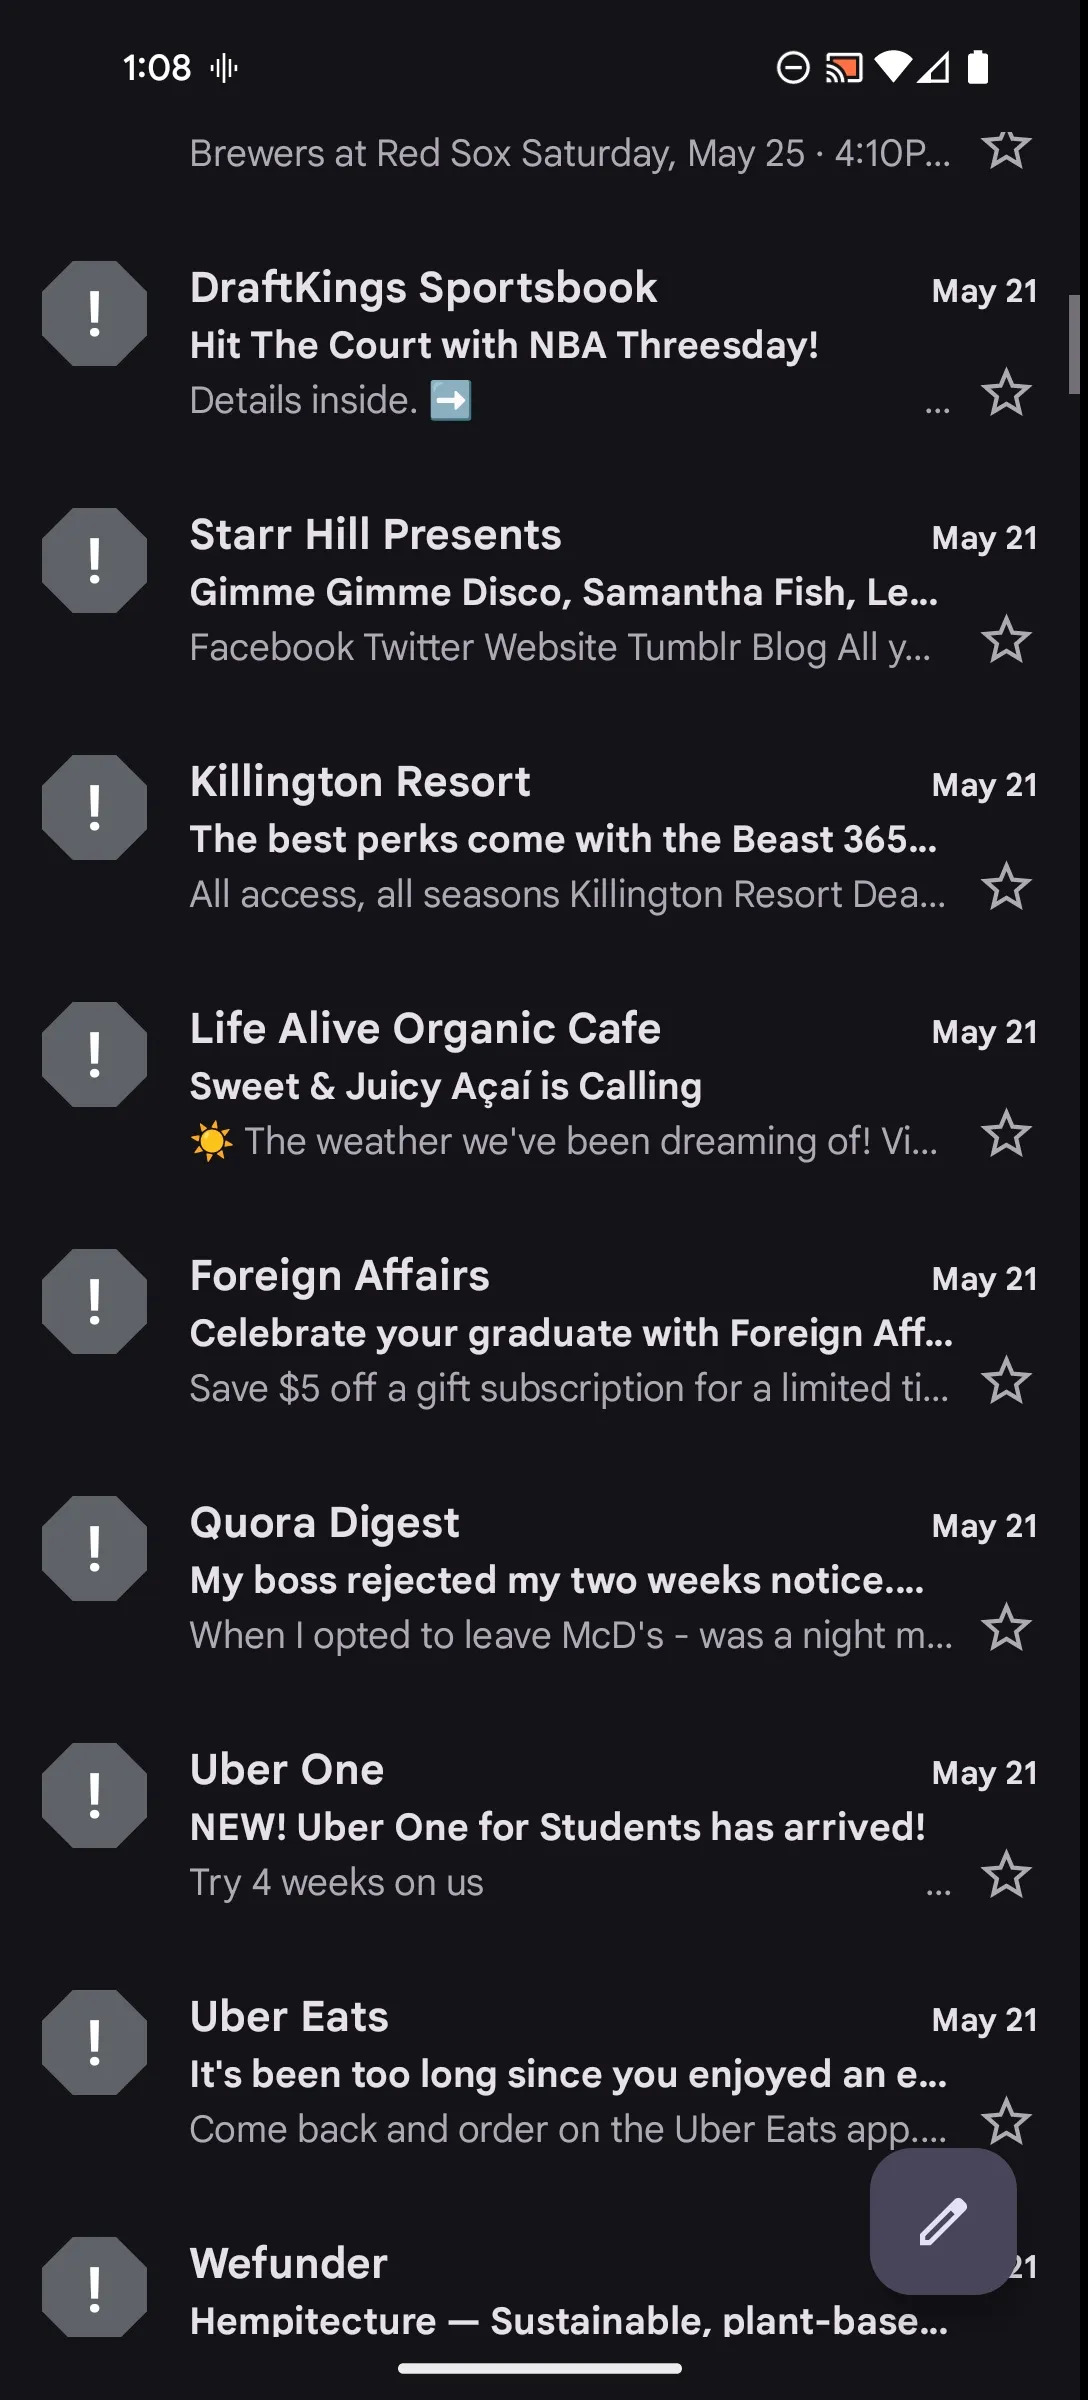 1:08
Brewers at Red Sox Saturday, May 25 · 4:10P...
! DraftKings Sportsbook May 21
Hit The Court with NBA Threesday!
Details inside. ➡️ ...
! Starr Hill Presents May 21
Gimme Gimme Disco, Samantha Fish, Le...
Facebook Twitter Website Tumblr Blog All y...
! Killington Resort May 21
The best perks come with the Beast 365...
All access, all seasons Killington Resort Dea...
! Life Alive Organic Cafe May 21
Sweet & Juicy Açaí is Calling
☀️ The weather we've been dreaming of! Vi...
! Foreign Affairs May 21
Celebrate your graduate with Foreign Aff...
Save $5 off a gift subscription for a limited ti...
! Quora Digest May 21
My boss rejected my two weeks notice....
When I opted to leave McD's - was a night m...
! Uber One May 21
NEW! Uber One for Students has arrived!
Try 4 weeks on us ...
! Uber Eats May 21
It's been too long since you enjoyed an e...
Come back and order on the Uber Eats app....
! Wefunder 21
Hempitecture — Sustainable, plant-base...